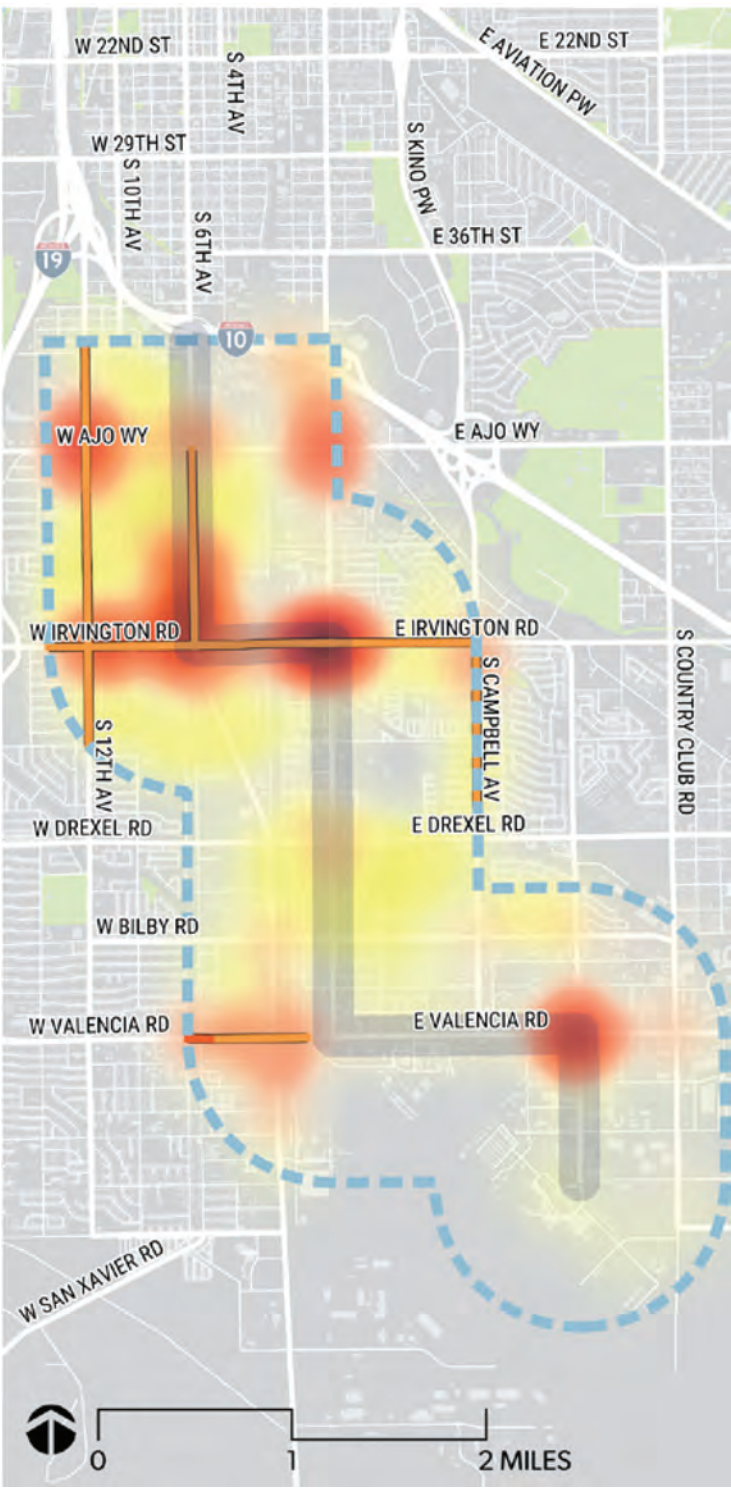 W 22ND ST
E 22ND ST
E AVIATION PW
S 4TH AV
W 29TH ST
S 10TH AV
S KINO PW
S 6TH AV
E 36TH ST
19
10
W AJO WY
E AJO WY
W IRVINGTON RD
E IRVINGTON RD
S COUNTRY CLUB RD
S CAMPBELL AV
S 12TH AV
W DREXEL RD
E DREXEL RD
W BILBY RD
W VALENCIA RD
E VALENCIA RD
W SAN XAVIER RD
0 1 2 MILES